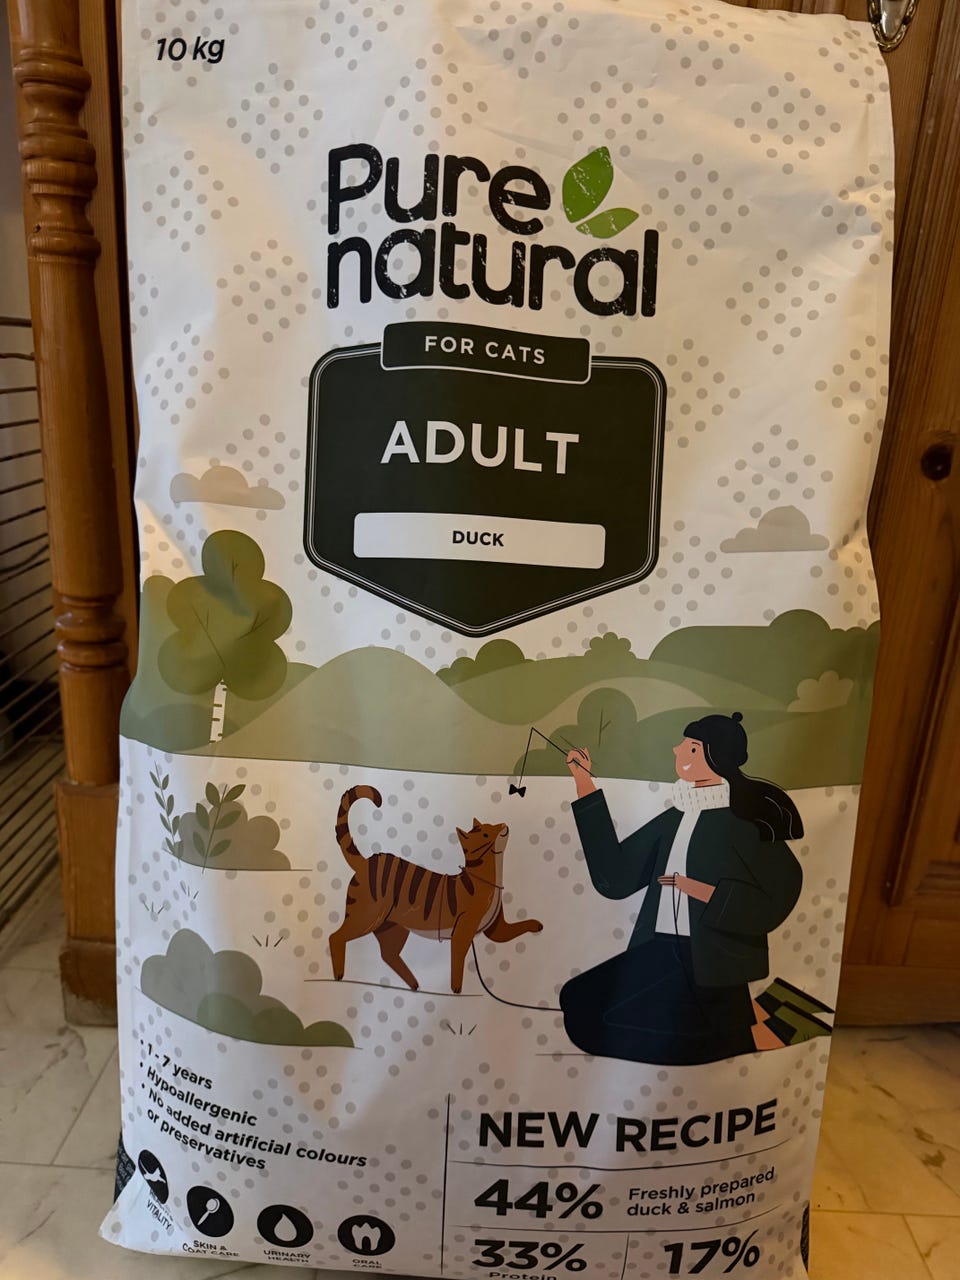 10 kg
Pure
natural
FOR CATS
ADULT
DUCK
• 1 - 7 years
• Hypoallergenic
• No added artificial colours
or preservatives
VITALITY
SKIN &
COAT CARE
URINARY
HEALTH
ORAL
CARE
NEW RECIPE
44%
Freshly prepared
duck & salmon
33%
Protein
17%